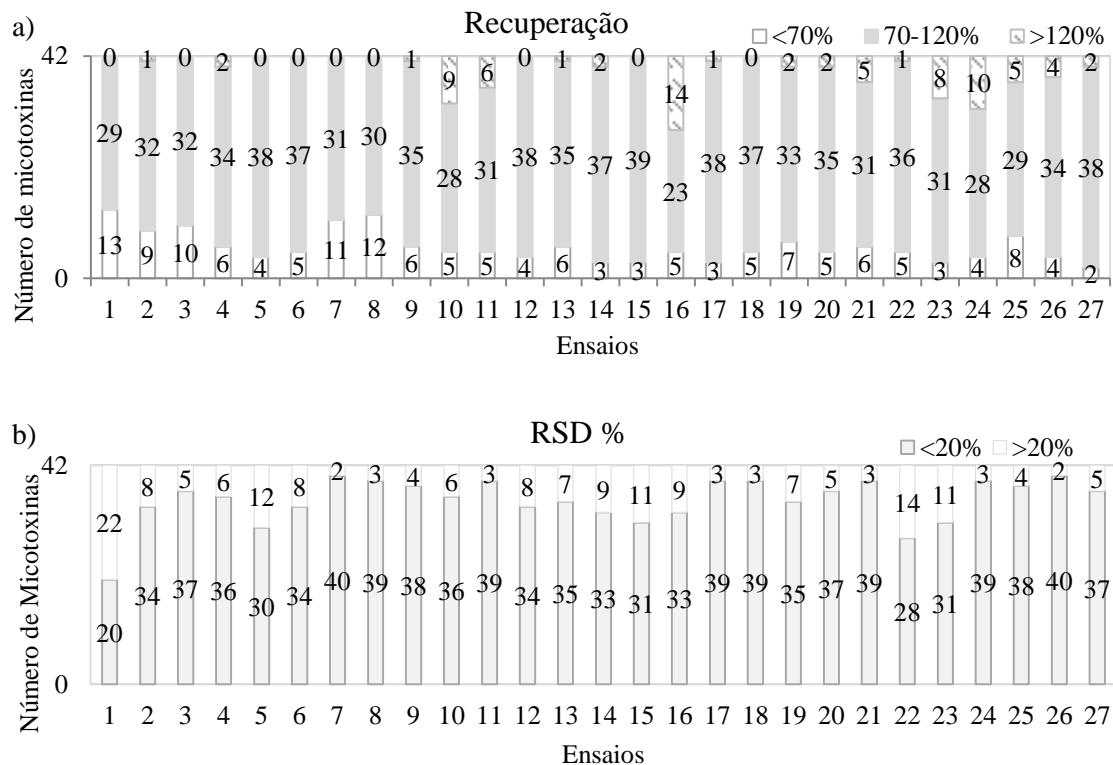 a)
Recuperação
<70% 70-120% >120%
Número de micotoxinas
42
0 1 0 2 0 0 0 0 1 9 6 0 1 2 0 14 1 0 2 2 5 1 8 10 5 4 2
29 32 32 34 38 37 31 30 35 28 31 38 35 37 39 23 38 37 33 35 31 36 31 28 29 34 38
13 9 10 6 4 5 11 12 6 5 5 4 6 3 3 5 3 5 7 5 6 5 3 4 8 4 2
0
1 2 3 4 5 6 7 8 9 10 11 12 13 14 15 16 17 18 19 20 21 22 23 24 25 26 27
Ensaios
b)
RSD %
<20% >20%
Número de Micotoxinas
42
22 8 5 6 12 8 2 3 4 6 3 8 7 9 11 9 3 3 7 5 3 14 11 3 4 2 5
20 34 37 36 30 34 40 39 38 36 39 34 35 33 31 33 39 39 35 37 39 28 31 39 38 40 37
0
1 2 3 4 5 6 7 8 9 10 11 12 13 14 15 16 17 18 19 20 21 22 23 24 25 26 27
Ensaios